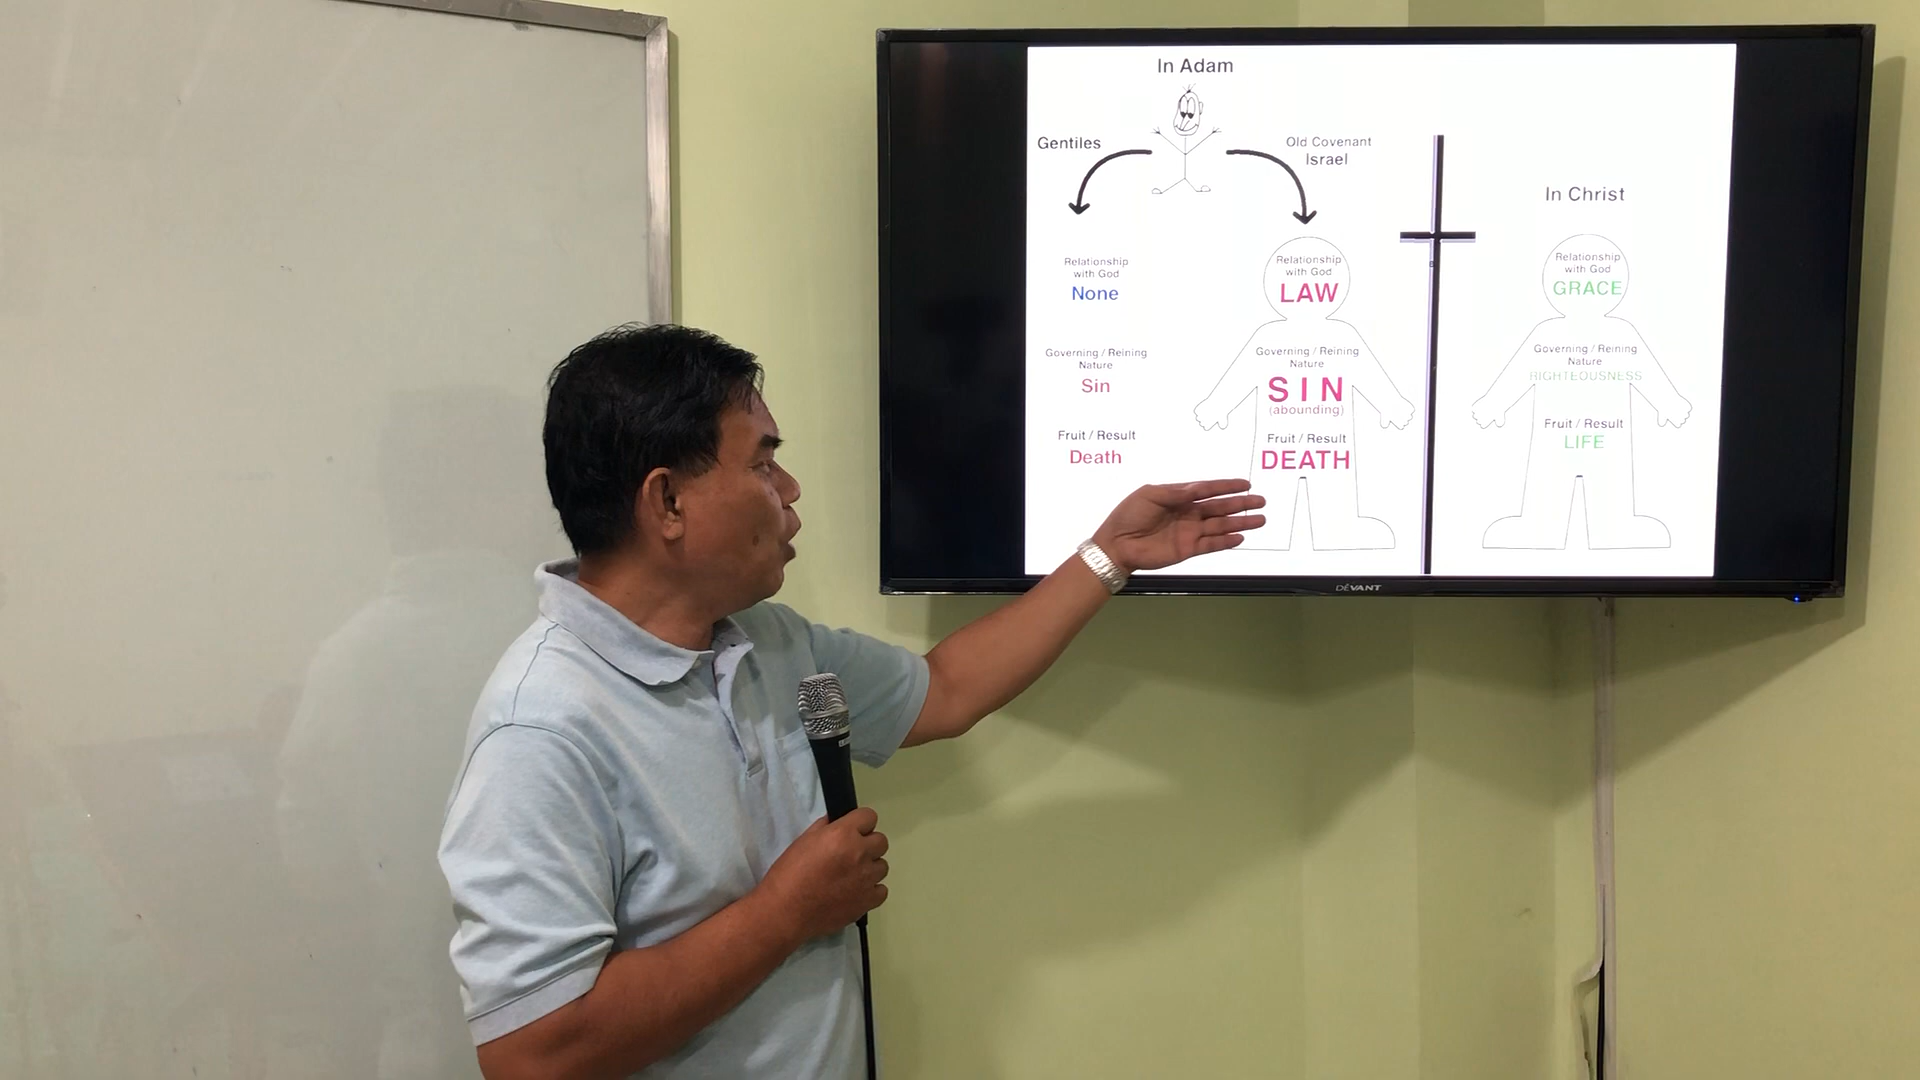 In Adam
Gentiles
Old Covenant
Israel
Relationship
with God
None
Governing / Reining
Nature
Sin
Fruit / Result
Death
Relationship
with God
LAW
Governing / Reining
Nature
SIN
(abounding)
Fruit / Result
DEATH
In Christ
Relationship
with God
GRACE
Governing / Reining
Nature
RIGHTEOUSNESS
Fruit / Result
LIFE
DEVANT